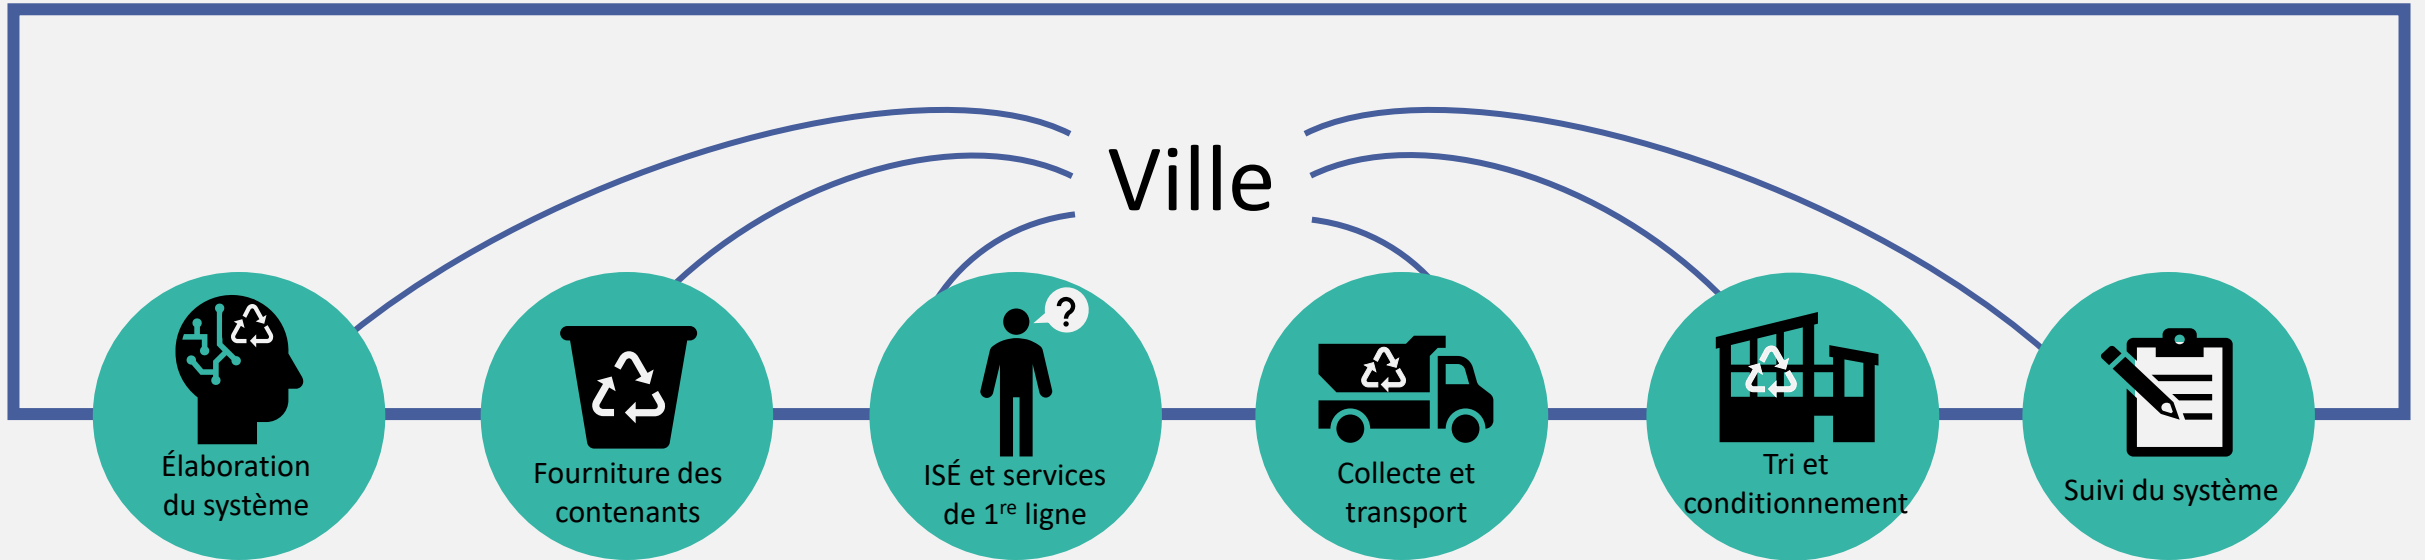 Ville
?
Élaboration
du système
Fourniture des
contenants
ISÉ et services
de 1re ligne
Collecte et
transport
Tri et
conditionnement
Suivi du système